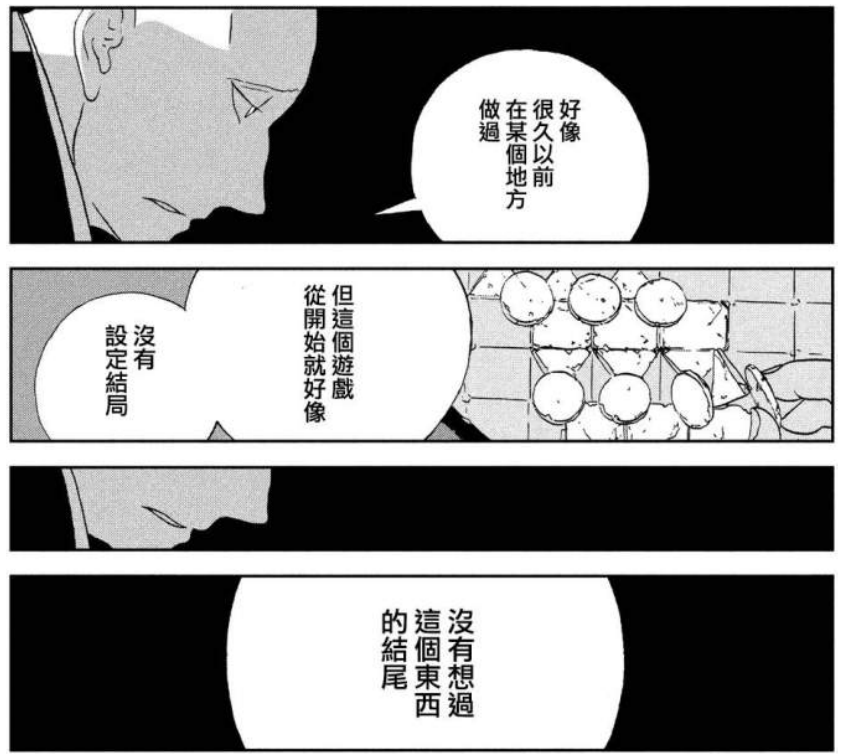 好像
很久以前
在某個地方
做過
但這個遊戲
從開始就好像
沒有
設定結局
沒有想過
這個東西
的結尾